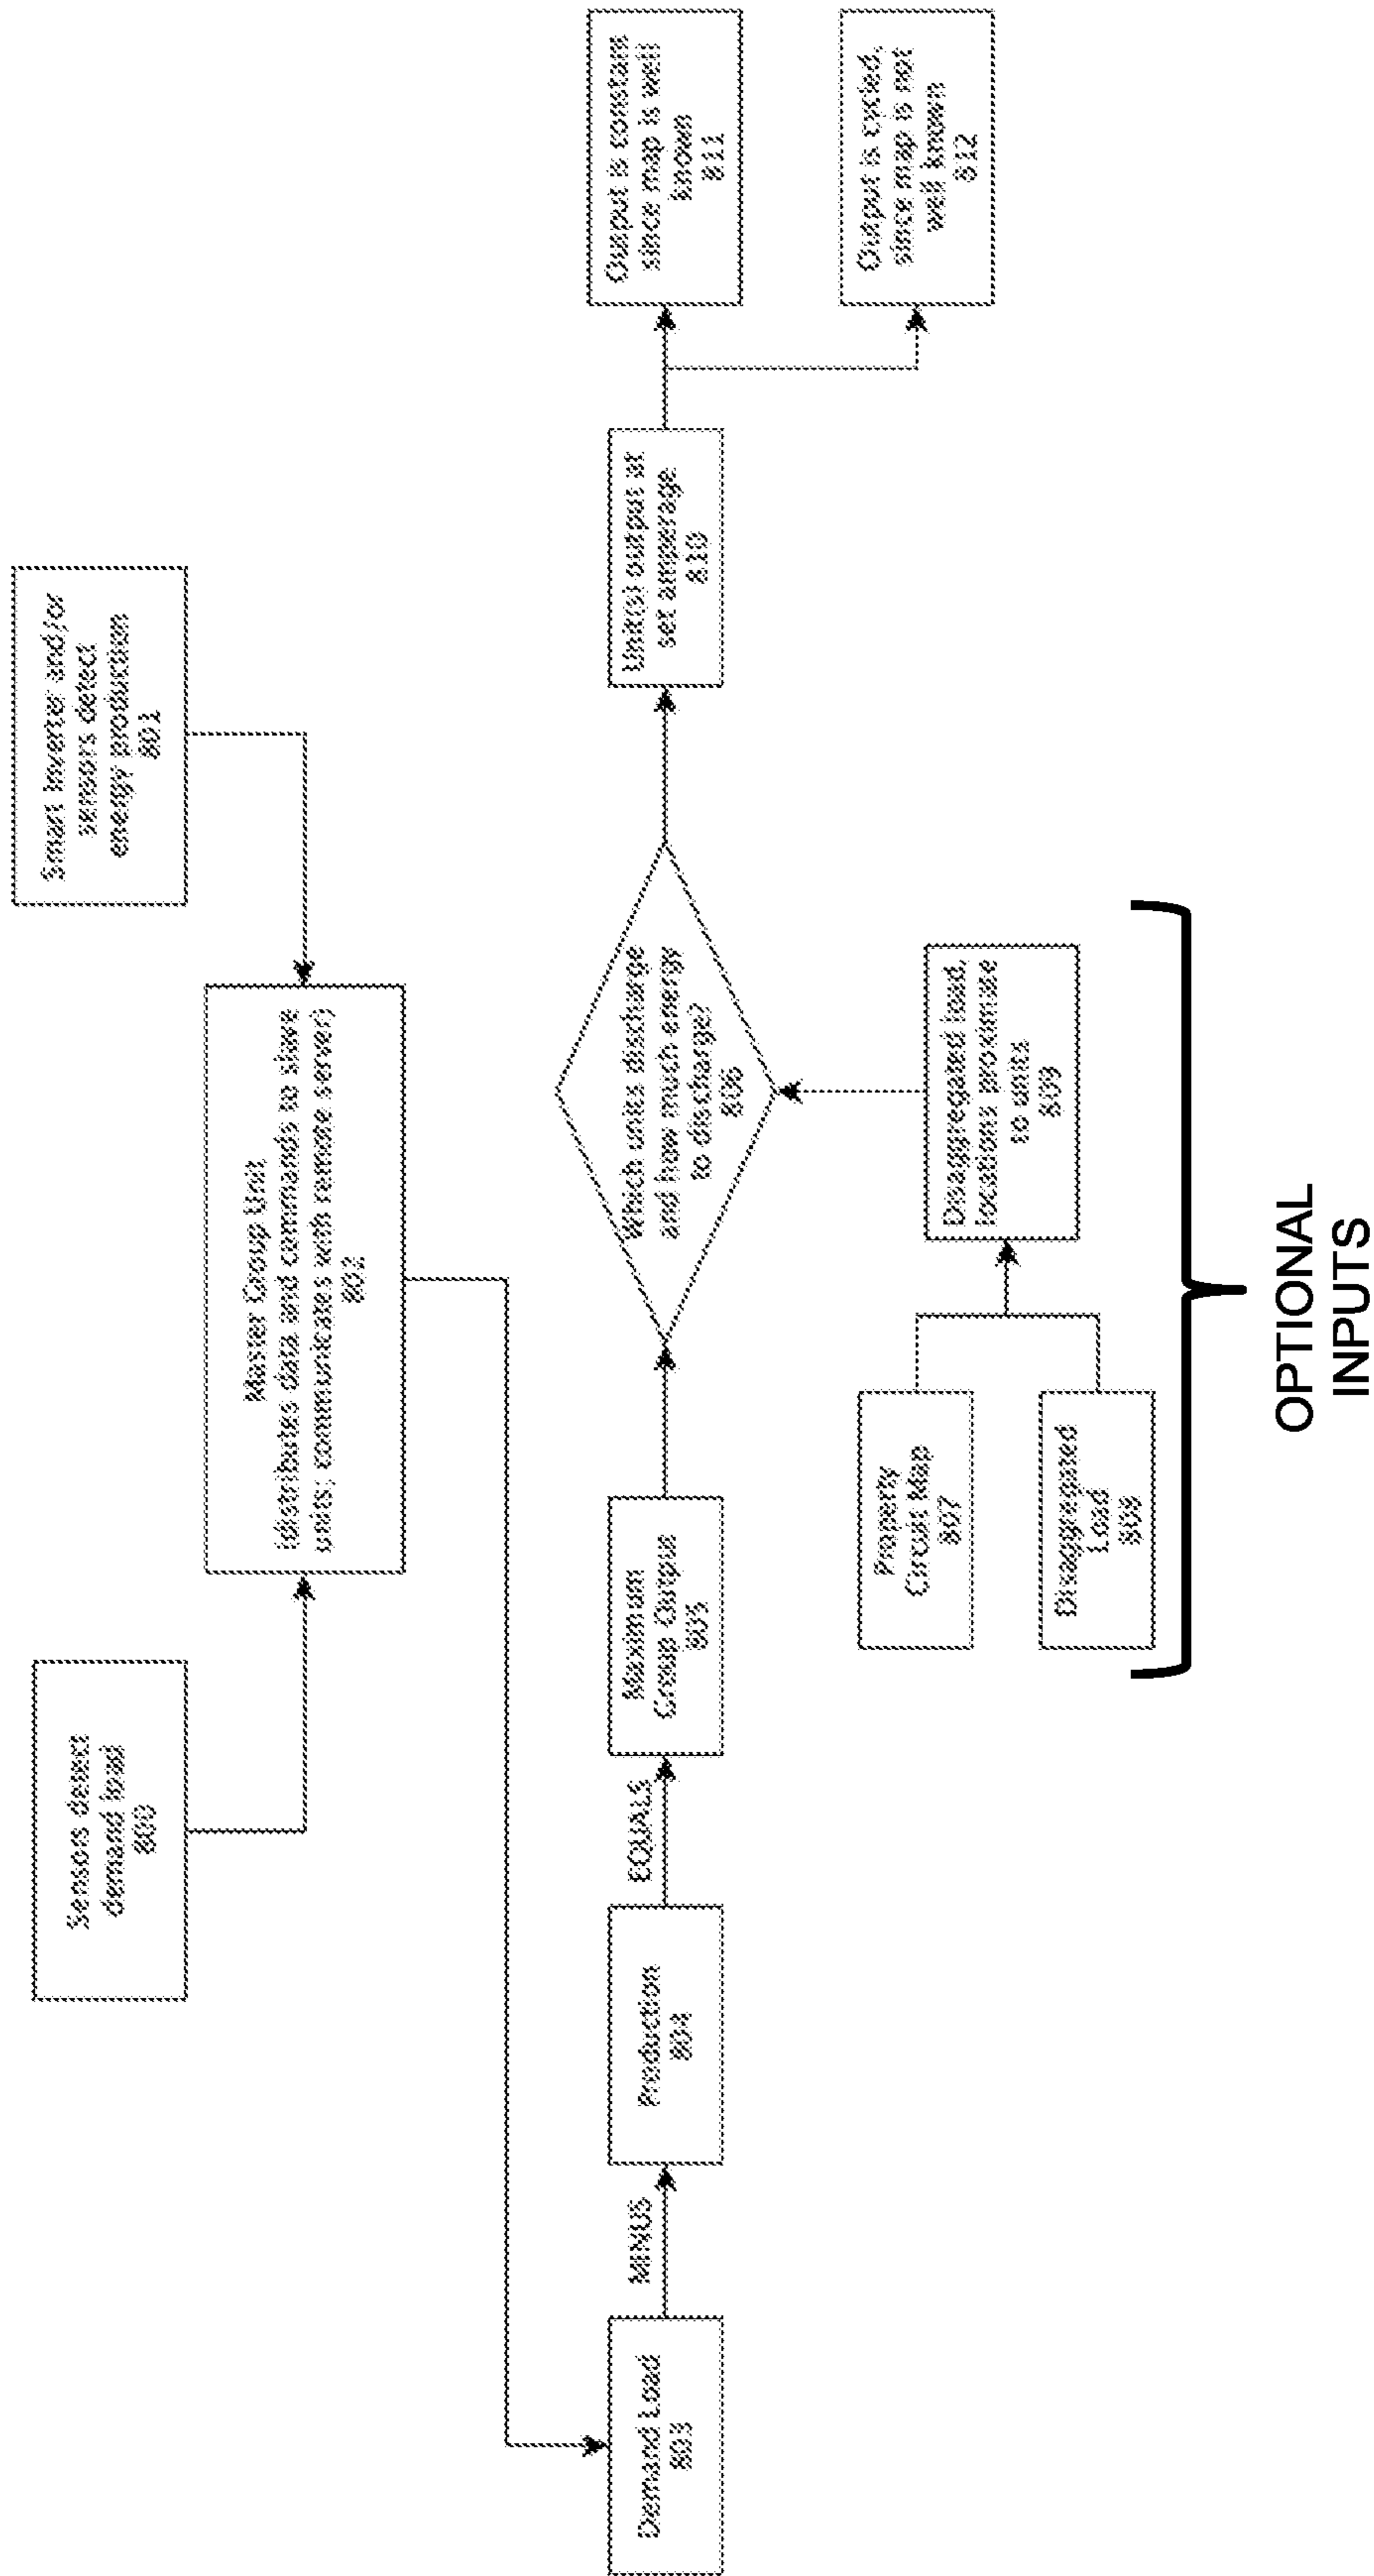 Sensors detect
demand load
800
Smart Inverter and/or
sensors detect
energy production
801
Master Group Unit
(distributes data and commands to slave
units; communicates with remote server)
802
Demand Load
803
MINUS
Production
804
EQUALS
Maximum
Group Output
805
Which units discharge
and how much energy
to discharge?
806
Property
Circuit Map
807
Disaggregated
Load
808
Disaggregated load,
locations proximate
to units
809
Unit(s) output at
set amperage
810
Output is constant
since map is well
known
811
Output is cycled,
since map is not
well known
812
OPTIONAL
INPUTS